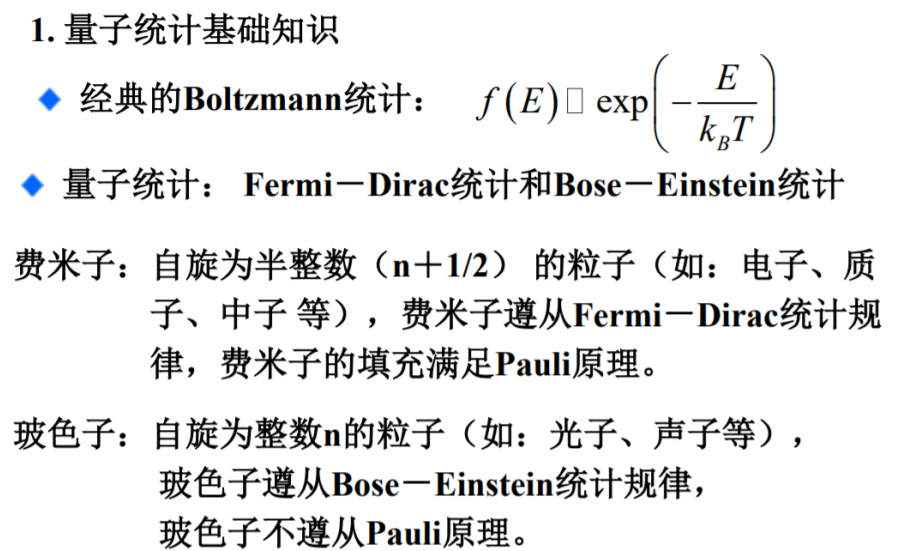 1. 量子统计基础知识
◆ 经典的Boltzmann统计： f(E)□ exp(−E/(k_BT))
◆ 量子统计： Fermi－Dirac统计和Bose－Einstein统计
费米子：自旋为半整数（n＋1/2） 的粒子（如：电子、质
子、中子 等），费米子遵从Fermi－Dirac统计规
律，费米子的填充满足Pauli原理。
玻色子：自旋为整数n的粒子（如：光子、声子等），
玻色子遵从Bose－Einstein统计规律，
玻色子不遵从Pauli原理。